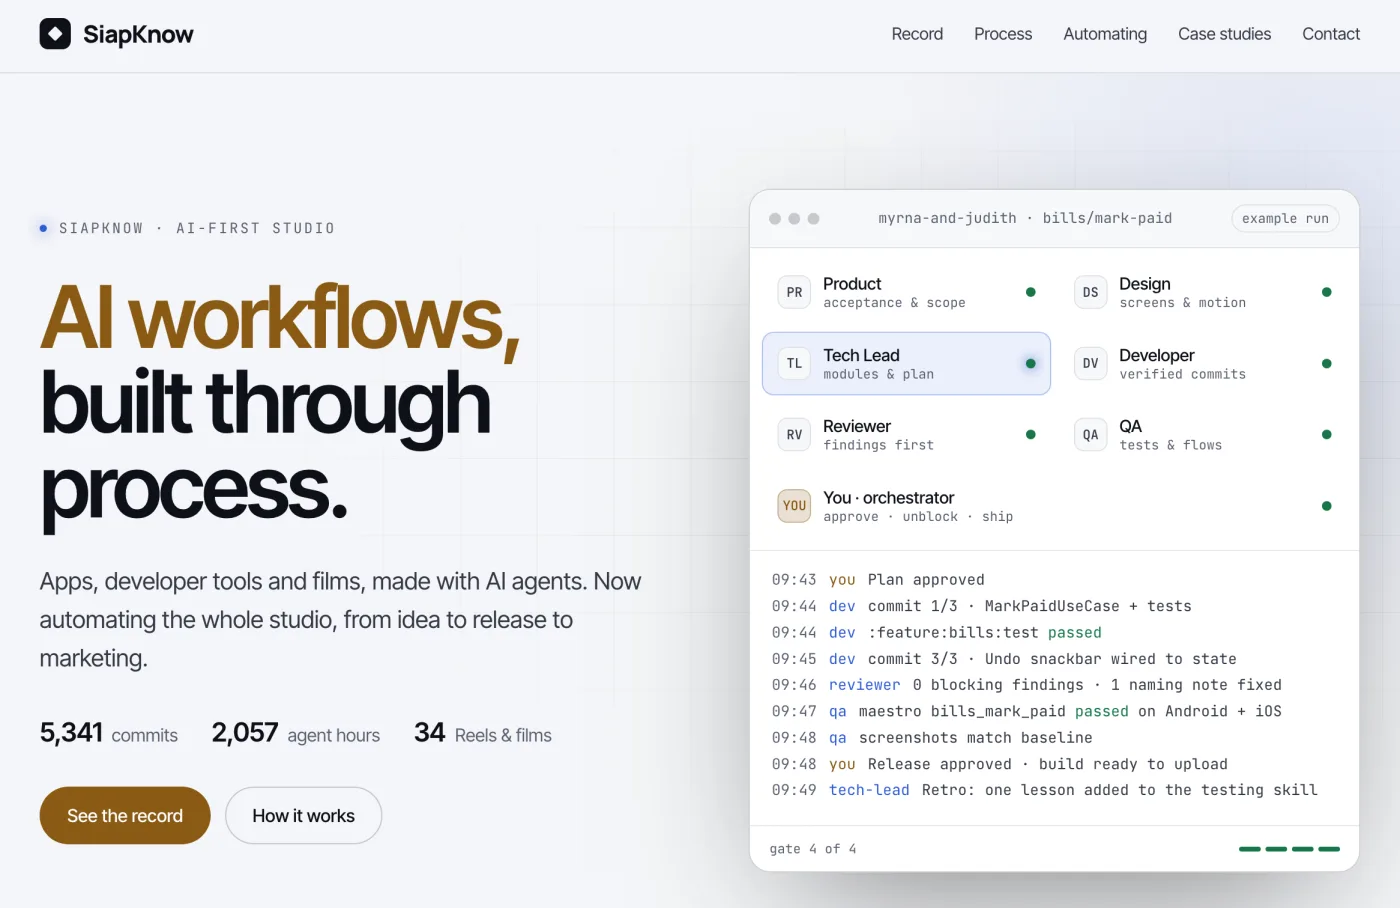 SiapKnow
Record Process Automating Case studies Contact
SIAPKNOW · AI-FIRST STUDIO
AI workflows,
built through
process.
Apps, developer tools and films, made with AI agents. Now
automating the whole studio, from idea to release to
marketing.
5,341 commits 2,057 agent hours 34 Reels & films
See the record How it works
myrna-and-judith · bills/mark-paid example run
PR Product
acceptance & scope
DS Design
screens & motion
TL Tech Lead
modules & plan
DV Developer
verified commits
RV Reviewer
findings first
QA QA
tests & flows
YOU You · orchestrator
approve · unblock · ship
09:43 you Plan approved
09:44 dev commit 1/3 · MarkPaidUseCase + tests
09:44 dev :feature:bills:test passed
09:45 dev commit 3/3 · Undo snackbar wired to state
09:46 reviewer 0 blocking findings · 1 naming note fixed
09:47 qa maestro bills_mark_paid passed on Android + iOS
09:48 qa screenshots match baseline
09:48 you Release approved · build ready to upload
09:49 tech-lead Retro: one lesson added to the testing skill
gate 4 of 4